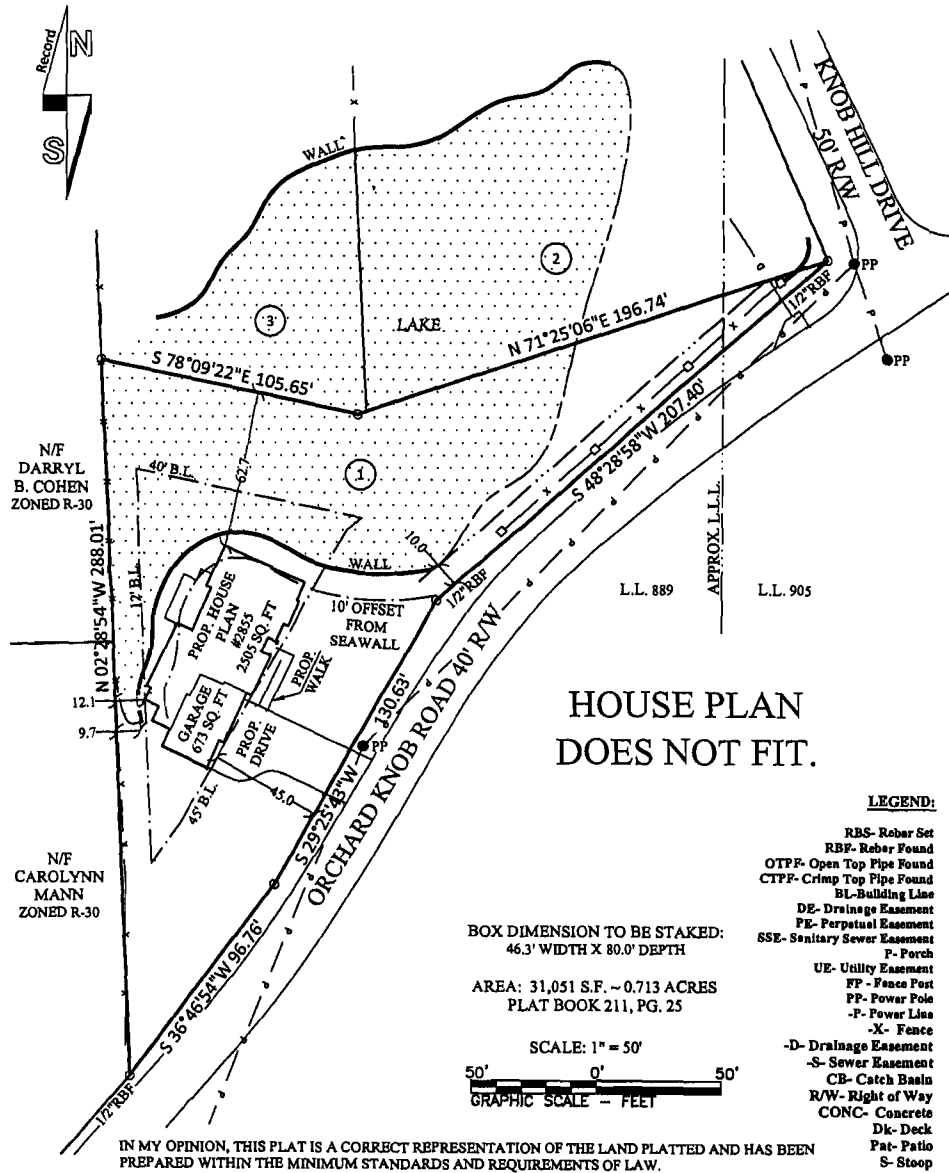 Record
N
S
KNOB HILL DRIVE
50' R/W
P
P
P
P
WALL
2
3
LAKE
1/2"RBF
PP
PP
N 71°25'06"E 196.74'
S 78°09'22"E 105.65'
S 48°28'58"W 207.40'
N/F
DARRYL
B. COHEN
ZONED R-30
40' B.L.
62.7
1
N 02°28'54"W 288.01'
12' B.L.
10.0
WALL
1/2"RBF
10' OFFSET
FROM
SEAWALL
APPROX. L.L.L.
L.L. 889
L.L. 905
PROP. HOUSE
PLAN
#2855
2505 SQ. FT
PROP.
WALK
GARAGE
673 SQ. FT
PROP.
DRIVE
12.1
9.7
PP
45' B.L.
45.0
S 29°25'43"W 130.63'
ORCHARD KNOB ROAD 40' R/W
HOUSE PLAN
DOES NOT FIT.
N/F
CAROLYNN
MANN
ZONED R-30
S 36°46'54"W 96.76'
1/2"RBF
LEGEND:
RBS- Rebar Set
RBF- Rebar Found
OTPF- Open Top Pipe Found
CTPF- Crimp Top Pipe Found
BL-Building Line
DE- Drainage Easement
PE- Perpetual Easement
SSE- Sanitary Sewer Easement
P- Porch
UE- Utility Easement
FP - Fence Post
PP- Power Pole
-P- Power Line
-X- Fence
-D- Drainage Easement
-S- Sewer Easement
CB- Catch Basin
R/W- Right of Way
CONC- Concrete
Dk- Deck
Pat- Patio
S- Stoop
BOX DIMENSION TO BE STAKED:
46.3' WIDTH X 80.0' DEPTH
AREA: 31,051 S.F. ~ 0.713 ACRES
PLAT BOOK 211, PG. 25
SCALE: 1" = 50'
50' 0' 50'
GRAPHIC SCALE - FEET
IN MY OPINION, THIS PLAT IS A CORRECT REPRESENTATION OF THE LAND PLATTED AND HAS BEEN
PREPARED WITHIN THE MINIMUM STANDARDS AND REQUIREMENTS OF LAW.